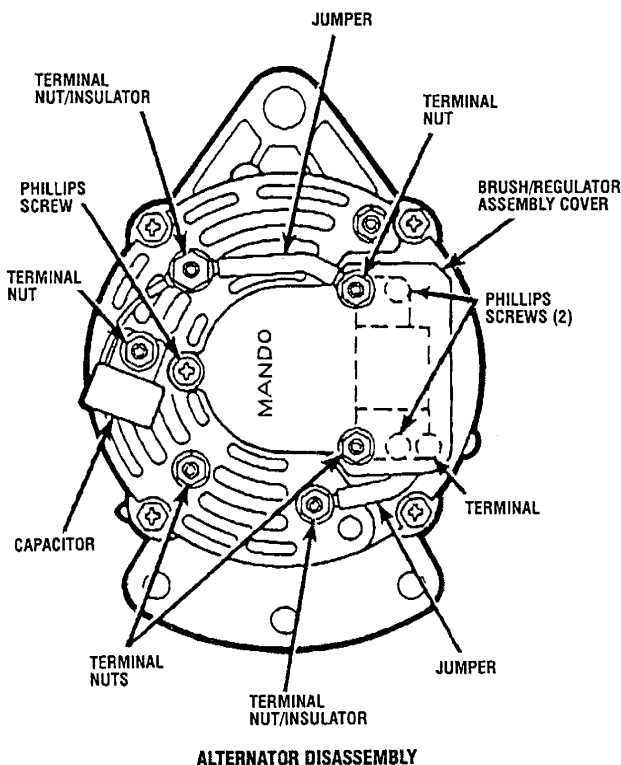 JUMPER
TERMINAL
NUT/INSULATOR
TERMINAL
NUT
PHILLIPS
SCREW
BRUSH/REGULATOR
ASSEMBLY COVER
TERMINAL
NUT
PHILLIPS
SCREWS (2)
MANDO
TERMINAL
CAPACITOR
TERMINAL
NUTS
JUMPER
TERMINAL
NUT/INSULATOR
ALTERNATOR DISASSEMBLY